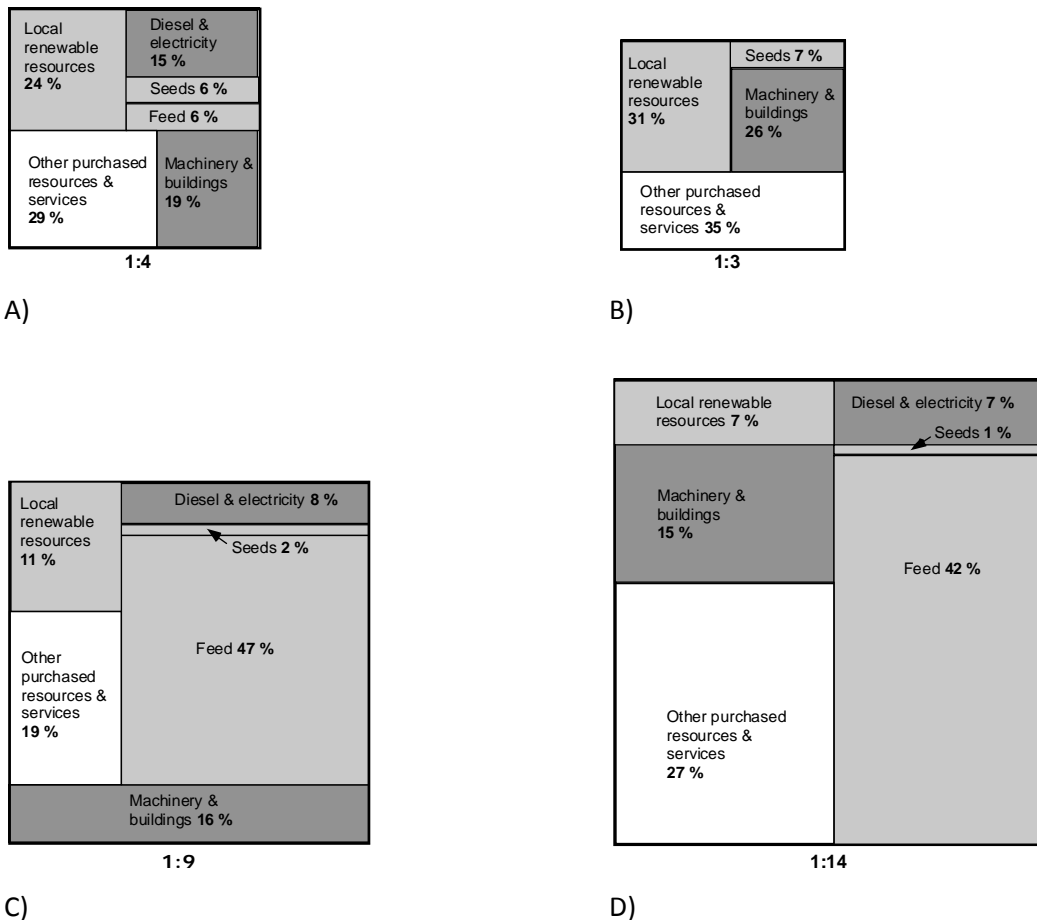 Local
renewable
resources
24 %
Diesel &
electricity
15 %
Seeds 6 %
Feed 6 %
Other purchased
resources &
services
29 %
Machinery &
buildings
19 %
1:4
A)
Local
renewable
resources
31 %
Seeds 7 %
Machinery &
buildings
26 %
Other purchased
resources &
services 35 %
1:3
B)
Local
renewable
resources
11 %
Diesel & electricity 8 %
Seeds 2 %
Feed 47 %
Other
purchased
resources &
services
19 %
Machinery &
buildings 16 %
1:9
C)
Local renewable
resources 7 %
Diesel & electricity 7 %
Seeds 1 %
Machinery &
buildings
15 %
Feed 42 %
Other purchased
resources &
services
27 %
1:14
D)